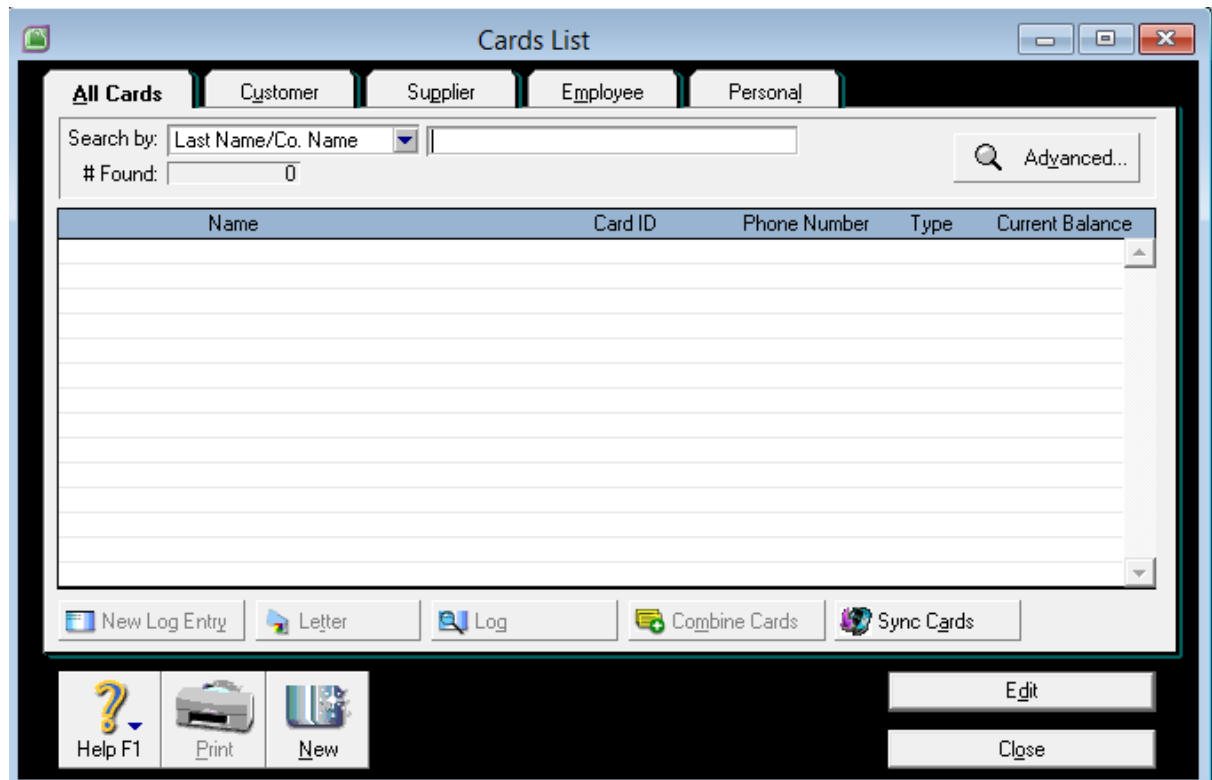 Cards List
All Cards Customer Supplier Employee Personal
Search by: Last Name/Co. Name Advanced...
# Found: 0
Name Card ID Phone Number Type Current Balance
New Log Entry Letter Log Combine Cards Sync Cards
Edit
Help F1 Print New Close